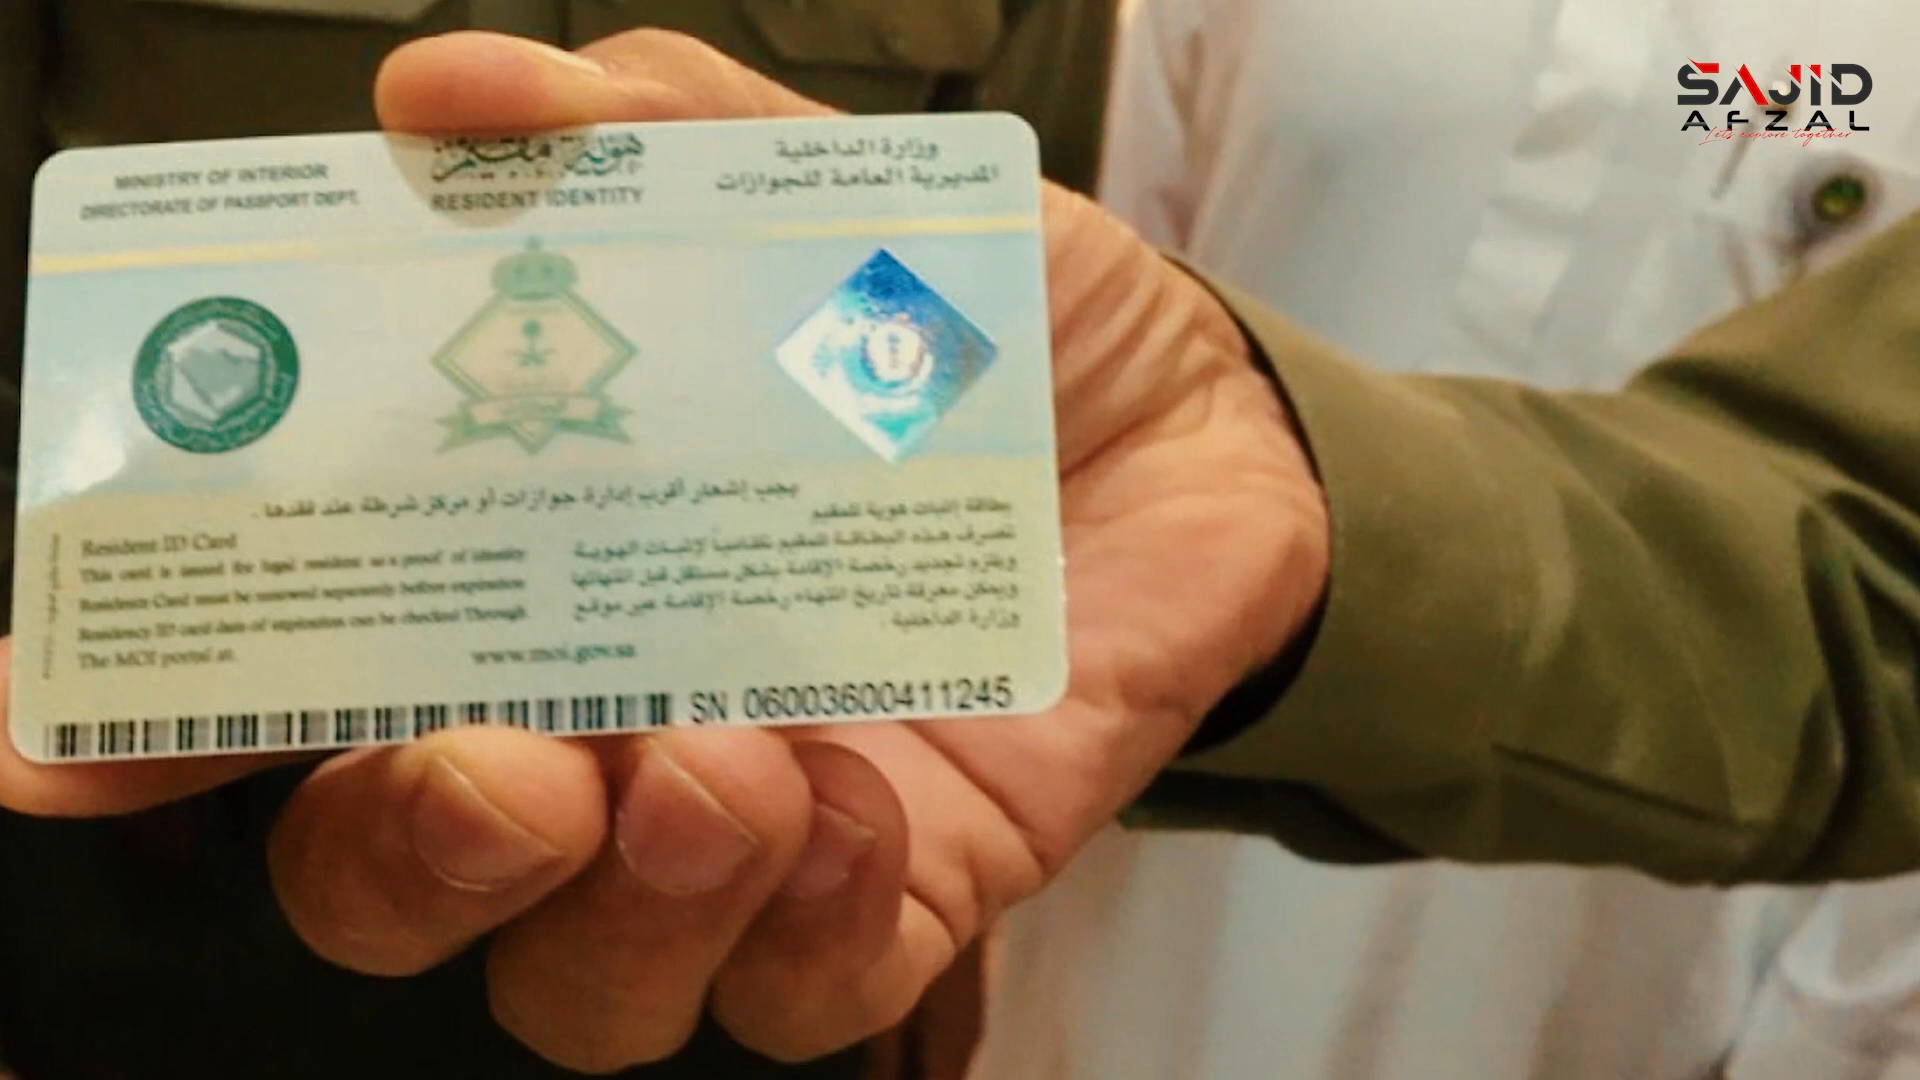 SAJID
AFZAL
Lets explore together
MINISTRY OF INTERIOR
DIRECTORATE OF PASSPORT DEPT.
هوية مقيم
RESIDENT IDENTITY
وزارة الداخلية
المديرية العامة للجوازات
يجب إشعار أقرب إدارة جوازات أو مركز شرطة عند فقدها .
Resident ID Card
This card is issued for legal resident as a proof of identity
Residence Card must be renewed separately before expiration
Residency ID card date of expiration can be checked Through
The MOI portal at.
www.moi.gov.sa
بطاقة إثبات هوية للمقيم
تصرف هذه البطاقة للمقيم نظامياً لإثبات الهوية
ويلزم تجديد رخصة الإقامة بشكل مستقل قبل انتهائها
ويمكن معرفة تاريخ انتهاء رخصة الإقامة عبر موقع
وزارة الداخلية .
SN 06003600411245